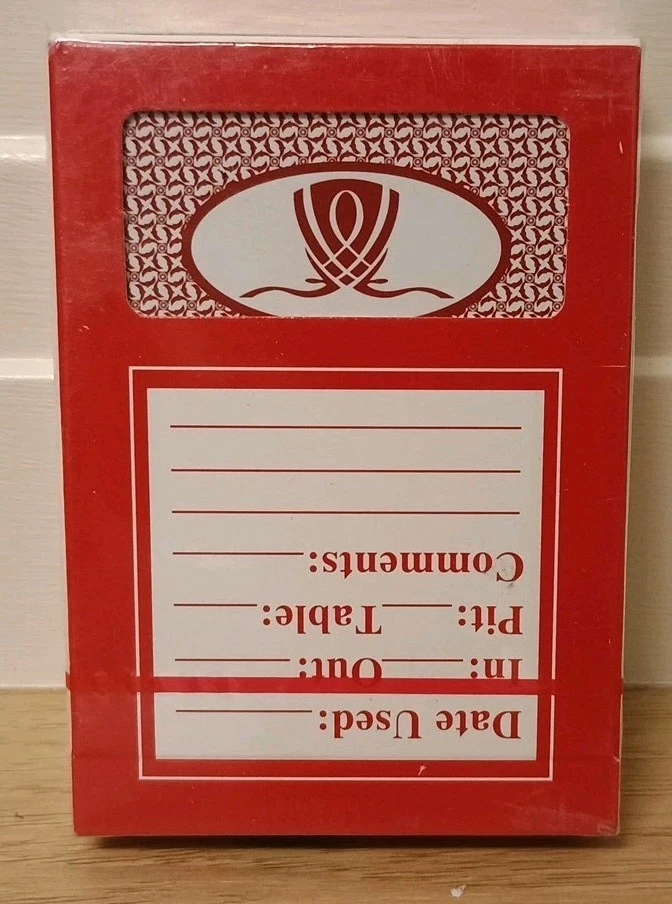 Date Used:
In: Out:
Pit: Table:
Comments: